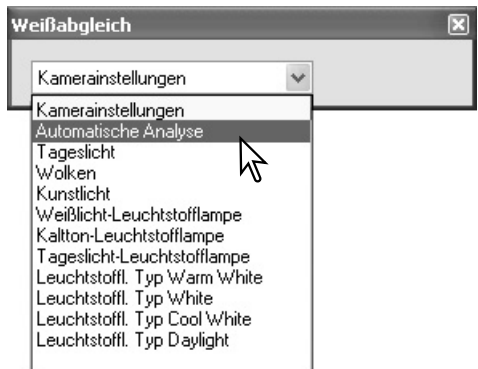 Weißabgleich
Kamerainstellungen
Kamerainstellungen
Automatische Analyse
Tageslicht
Wolken
Kunstlicht
Weißlicht-Leuchtstofflampe
Kaltton-Leuchtstofflampe
Tageslicht-Leuchtstofflampe
Leuchtstoffl. Typ Warm White
Leuchtstoffl. Typ White
Leuchtstoffl. Typ Cool White
Leuchtstoffl. Typ Daylight